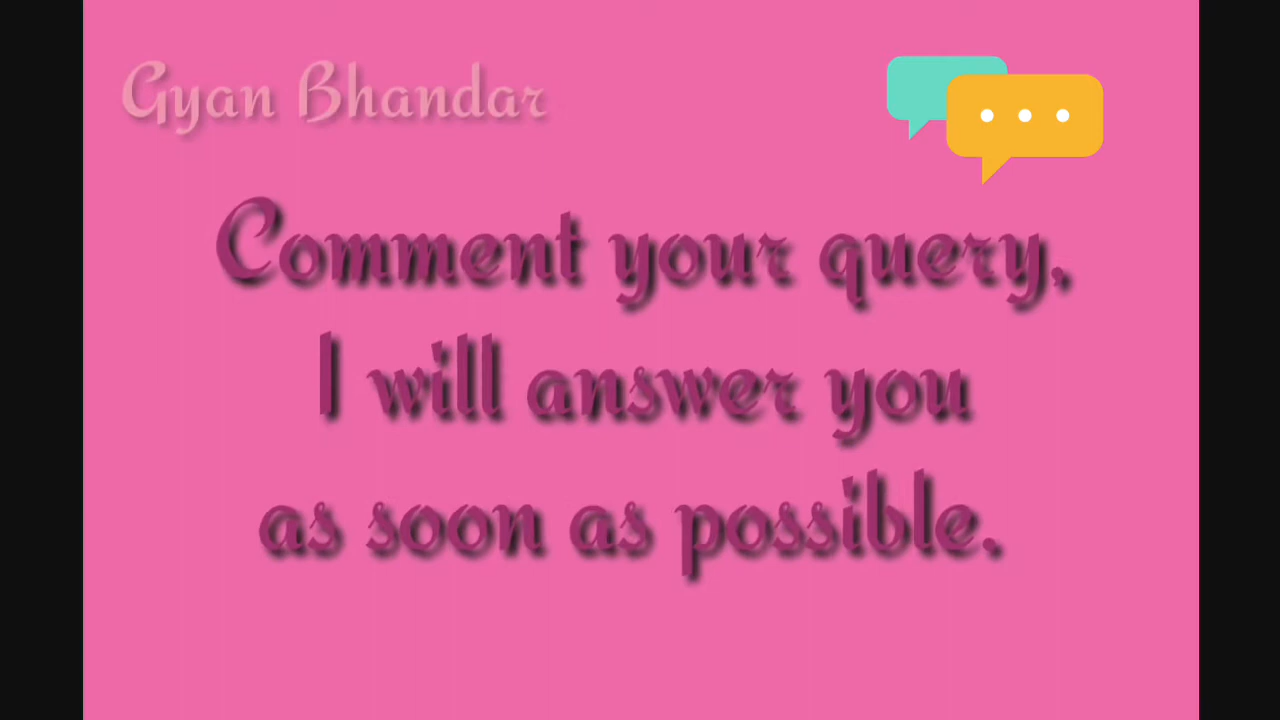 Gyan Bhandar
Comment your query,
I will answer you
as soon as possible.